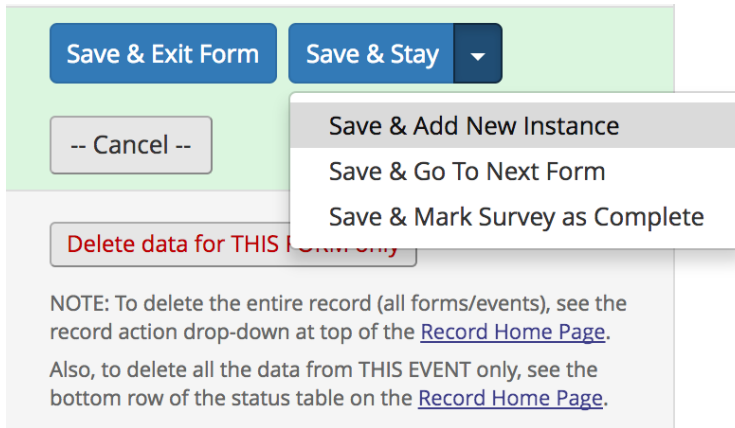 Save & Exit Form
Save & Stay
Save & Add New Instance
-- Cancel --
Save & Go To Next Form
Save & Mark Survey as Complete
Delete data for THIS FORM only
NOTE: To delete the entire record (all forms/events), see the
record action drop-down at top of the Record Home Page.
Also, to delete all the data from THIS EVENT only, see the
bottom row of the status table on the Record Home Page.